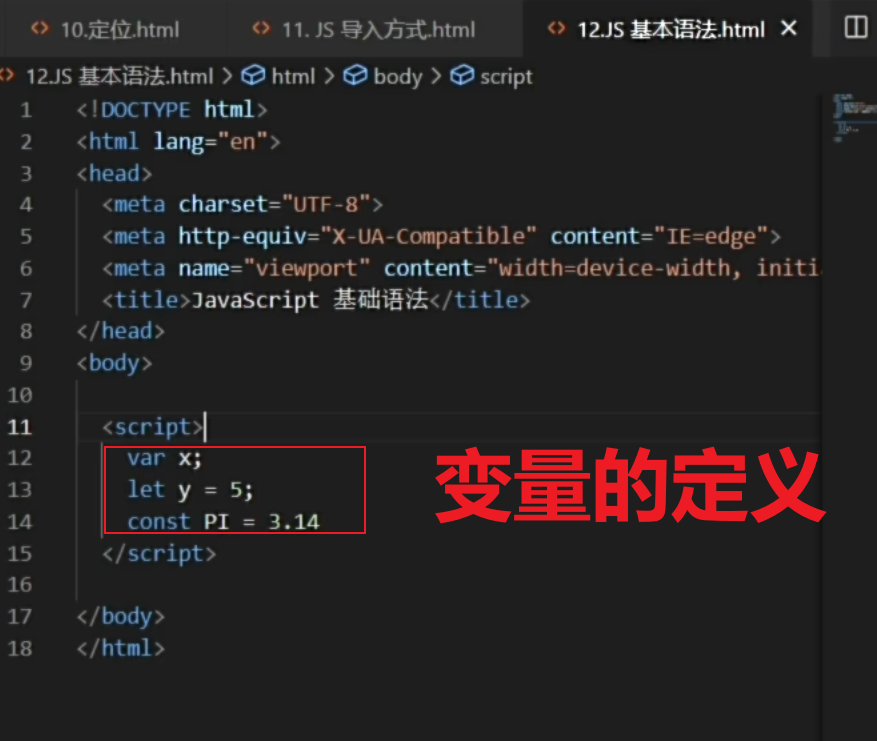 10.定位.html
11. JS 导入方式.html
12.JS 基本语法.html
12.JS 基本语法.html > html > body > script
1 <!DOCTYPE html>
2 <html lang="en">
3 <head>
4 <meta charset="UTF-8">
5 <meta http-equiv="X-UA-Compatible" content="IE=edge">
6 <meta name="viewport" content="width=device-width, initi
7 <title>JavaScript 基础语法</title>
8 </head>
9 <body>
10
11 <script>
12 var x;
13 let y = 5;
14 const PI = 3.14
变量的定义
15 </script>
16
17 </body>
18 </html>